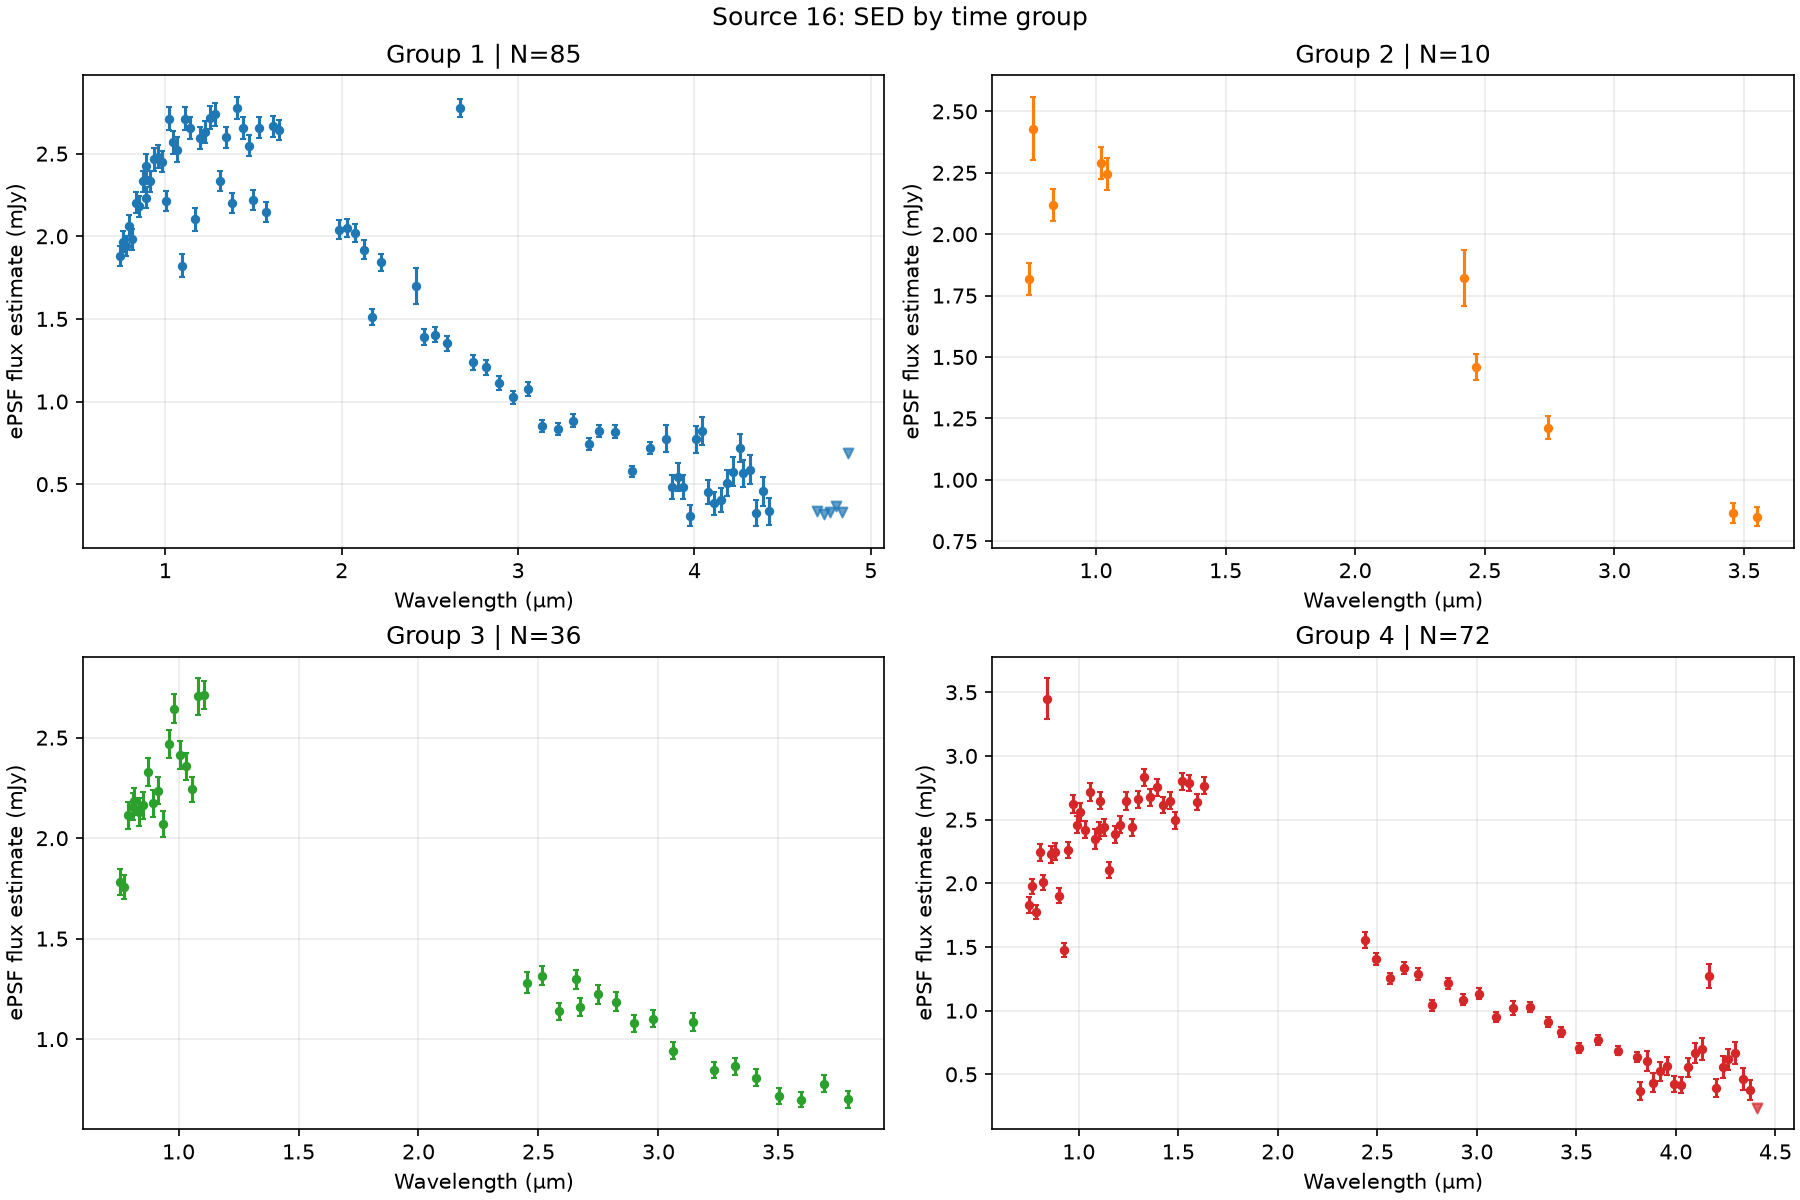 Source 16: SED by time group
Group 1 | N=85
ePSF flux estimate (mJy)
2.5
2.0
1.5
1.0
0.5
1 2 3 4 5
Wavelength (µm)
Group 2 | N=10
ePSF flux estimate (mJy)
2.50
2.25
2.00
1.75
1.50
1.25
1.00
0.75
1.0 1.5 2.0 2.5 3.0 3.5
Wavelength (µm)
Group 3 | N=36
ePSF flux estimate (mJy)
2.5
2.0
1.5
1.0
1.0 1.5 2.0 2.5 3.0 3.5
Wavelength (µm)
Group 4 | N=72
ePSF flux estimate (mJy)
3.5
3.0
2.5
2.0
1.5
1.0
0.5
1.0 1.5 2.0 2.5 3.0 3.5 4.0 4.5
Wavelength (µm)